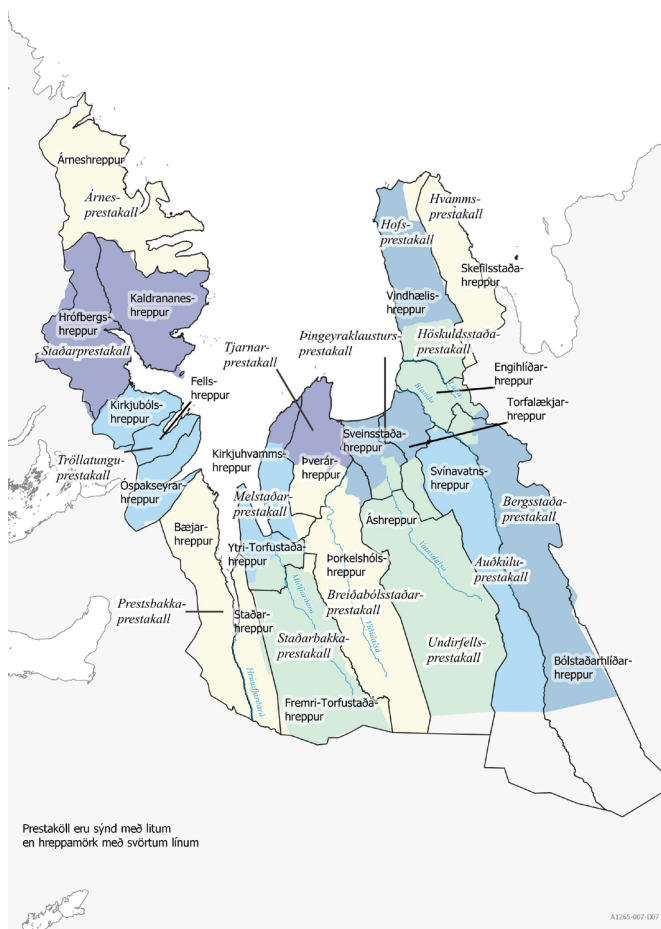 Árneshreppur
Árnes-
prestakall
Hvamms-
prestakall
Hofs-
prestakall
Skefilsstaða-
hreppur
Kaldrananes-
hreppur
Hrófbergs-
hreppur
Vindhælis-
hreppur
Staðarprestakall
Tjarnar-
prestakall
Þingeyraklausturs-
prestakall
Höskuldsstaða-
prestakall
Engihlíðar-
hreppur
Fells-
hreppur
Blanda
Kirkjubóls-
hreppur
Torfalækjar-
hreppur
Sveinsstaða-
hreppur
Kirkjuhvamms-
hreppur
Þverár-
hreppur
Tröllatungu-
prestakall
Svínavatns-
hreppur
Óspakseyrar-
hreppur
Melstaðar-
prestakall
Bergsstaða-
prestakall
Bæjar-
hreppur
Áshreppur
Ytri-Torfustaða-
hreppur
Vatnsdalsá
Þorkelshóls-
hreppur
Auðkúlu-
prestakall
Miðfjarðará
Breiðabólsstaðar-
prestakall
Prestsbakka-
prestakall
Staðar-
hreppur
Staðarbakka-
prestakall
Víðidalsá
Undirfells-
prestakall
Bólstaðarhlíðar-
hreppur
Hrútafjarðará
Fremri-Torfustaða-
hreppur
Prestaköll eru sýnd með litum
en hreppamörk með svörtum línum
A1265-007-D07